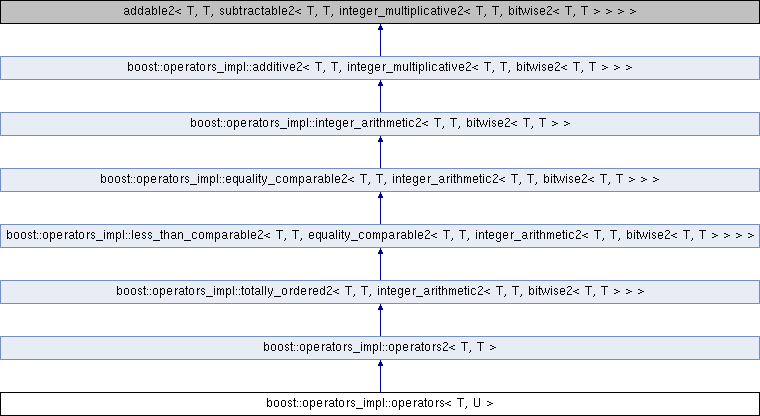 addable2< T, T, subtractable2< T, T, integer_multiplicative2< T, T, bitwise2< T, T > > > >
boost::operators_impl::additive2< T, T, integer_multiplicative2< T, T, bitwise2< T, T > > >
boost::operators_impl::integer_arithmetic2< T, T, bitwise2< T, T > >
boost::operators_impl::equality_comparable2< T, T, integer_arithmetic2< T, T, bitwise2< T, T > > >
boost::operators_impl::less_than_comparable2< T, T, equality_comparable2< T, T, integer_arithmetic2< T, T, bitwise2< T, T > > > >
boost::operators_impl::totally_ordered2< T, T, integer_arithmetic2< T, T, bitwise2< T, T > > >
boost::operators_impl::operators2< T, T >
boost::operators_impl::operators< T, U >